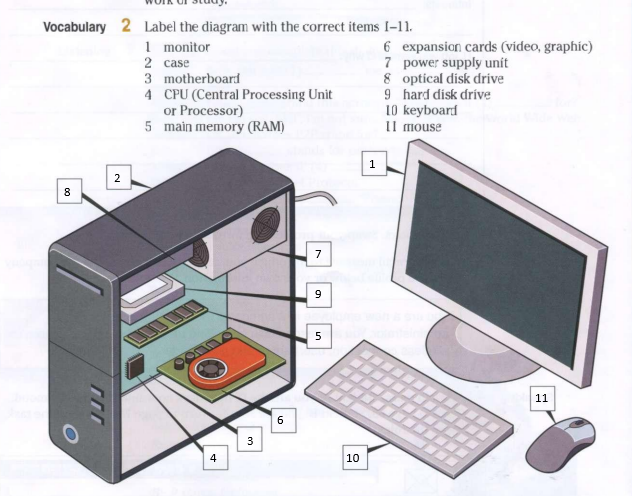 work or study.
Vocabulary 2 Label the diagram with the correct items 1–11.
1 monitor
2 case
3 motherboard
4 CPU (Central Processing Unit
or Processor)
5 main memory (RAM)
6 expansion cards (video, graphic)
7 power supply unit
8 optical disk drive
9 hard disk drive
10 keyboard
11 mouse
2
1
8
7
9
5
11
6
3
4
10